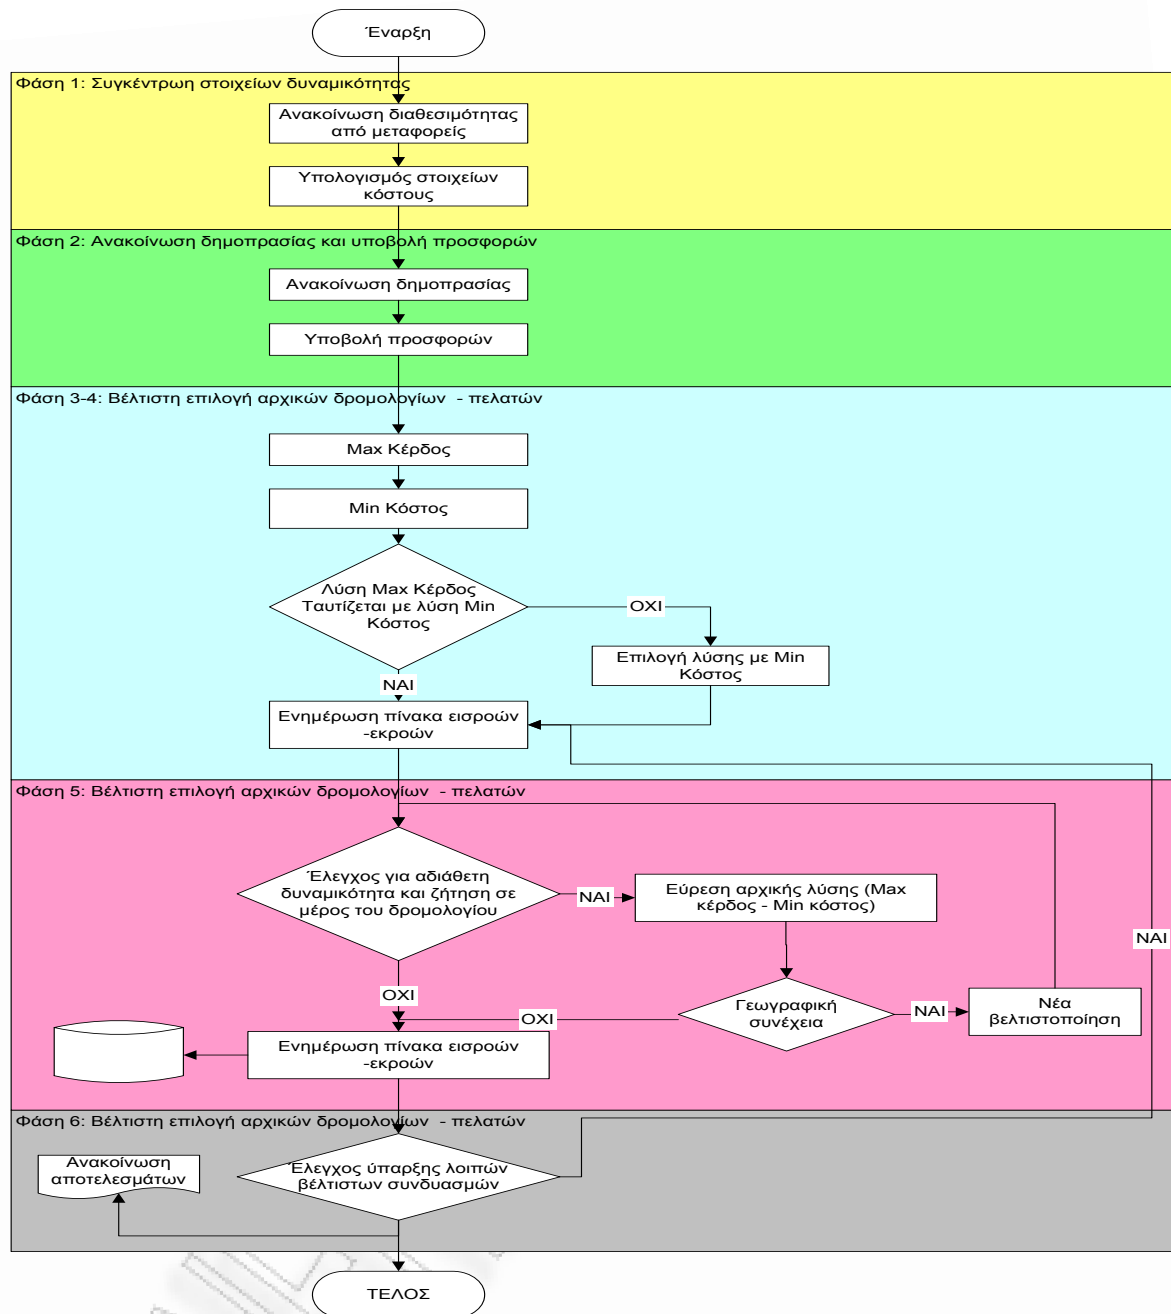 Έναρξη
Φάση 1: Συγκέντρωη στοιχείων δυναμικότητας
Ανακοίνωση διαθεσιμότητας
από μεταφορείς
Υπολογισμός στοιχείων
κόστους
Φάση 2: Ανακοίνωση δημοπρασίας και υποβολή προσφορών
Ανακοίνωση δημοπρασίας
Υποβολή προσφορών
Φάση 3-4: Βέλτιστη επιλογή αρχικών δρομολογίων - πελατών
Max Κέρδος
Min Κόστος
Λύση Max Κέρδος
Ταυτίζεται με λύση Min
Κόστος
ΟΧΙ
Επιλογή λύσης με Min
Κόστος
ΝΑΙ
Ενημέρωση πίνακα εισροών
-εκροών
Φάση 5: Βέλτιστη επιλογή αρχικών δρομολογίων - πελατών
Έλεγχος για αδιάθετη
δυναμικότητα και ζήτηση σε
μέρος του δρομολογίου
ΝΑΙ
Εύρεση αρχικής λύσης (Max
κέρδος - Min κόστος)
ΝΑΙ
ΟΧΙ
Γεωγραφική
συνέχεια
ΝΑΙ
Νέα
βελτιστοποίηση
ΟΧΙ
Ενημέρωση πίνακα εισροών
-εκροών
Φάση 6: Βέλτιστη επιλογή αρχικών δρομολογίων - πελατών
Ανακοίνωση
αποτελεσμάτων
Έλεγχος ύπαρξης λοιπών
βέλτιστων συνδυασμών
ΤΕΛΟΣ